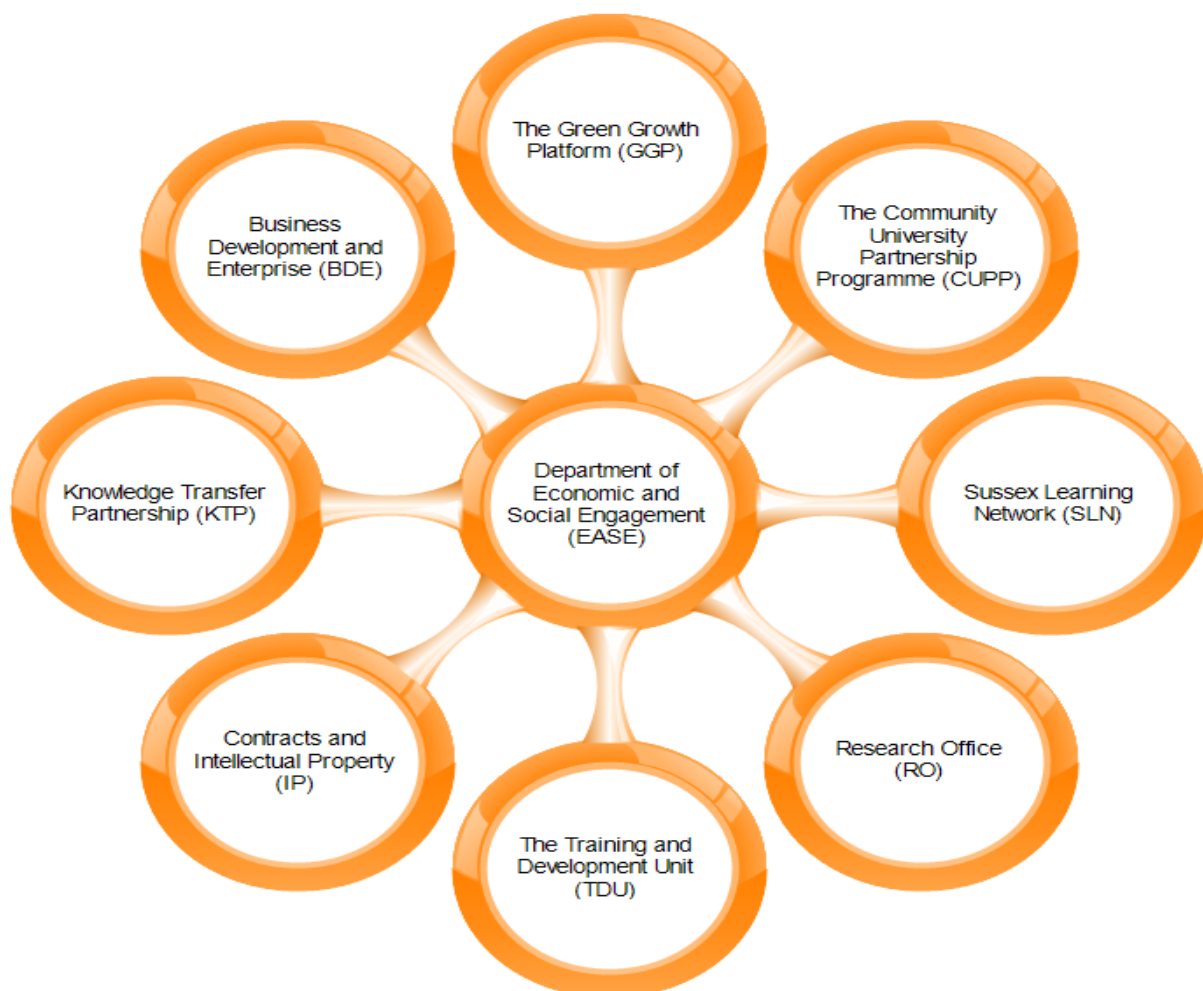 The Green Growth
Platform (GGP)
The Community
University
Partnership
Programme (CUPP)
Sussex Learning
Network (SLN)
Research Office
(RO)
The Training and
Development Unit
(TDU)
Contracts and
Intellectual Property
(IP)
Knowledge Transfer
Partnership (KTP)
Business
Development and
Enterprise (BDE)
Department of
Economic and
Social Engagement
(EASE)